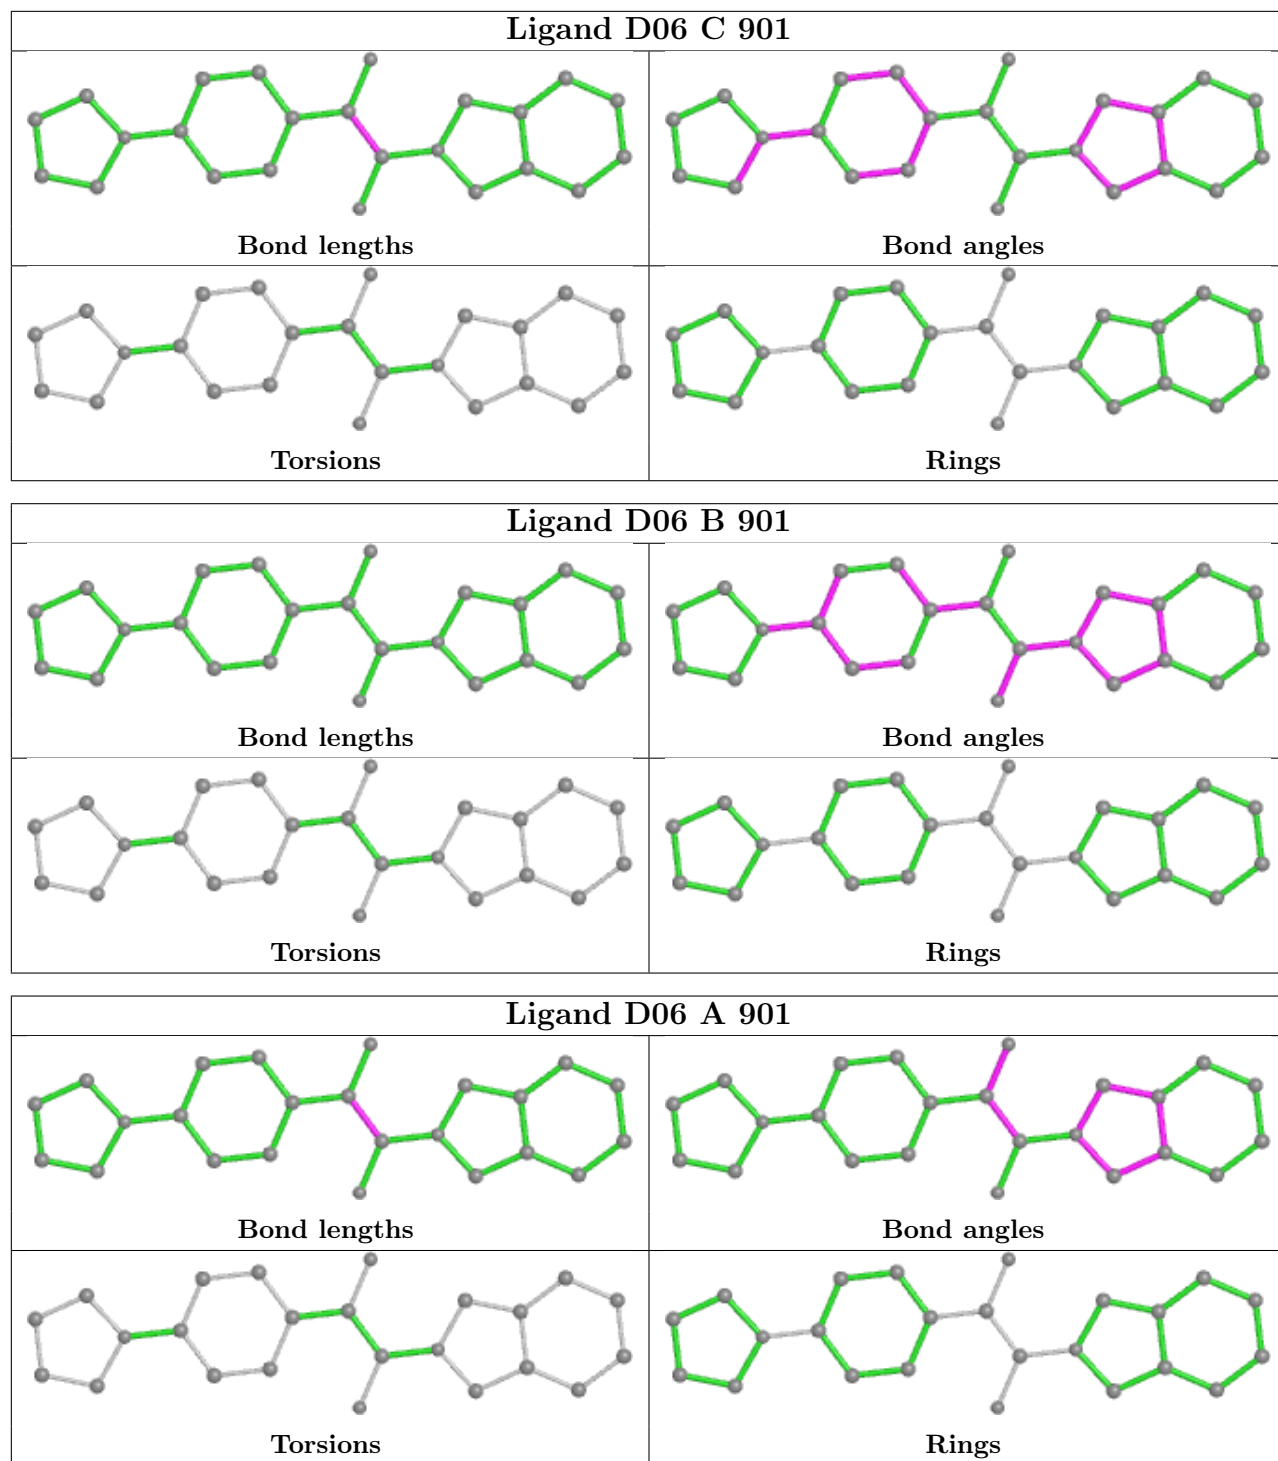 Ligand D06 C 901
Bond lengths
Bond angles
Torsions
Rings
Ligand D06 B 901
Bond lengths
Bond angles
Torsions
Rings
Ligand D06 A 901
Bond lengths
Bond angles
Torsions
Rings